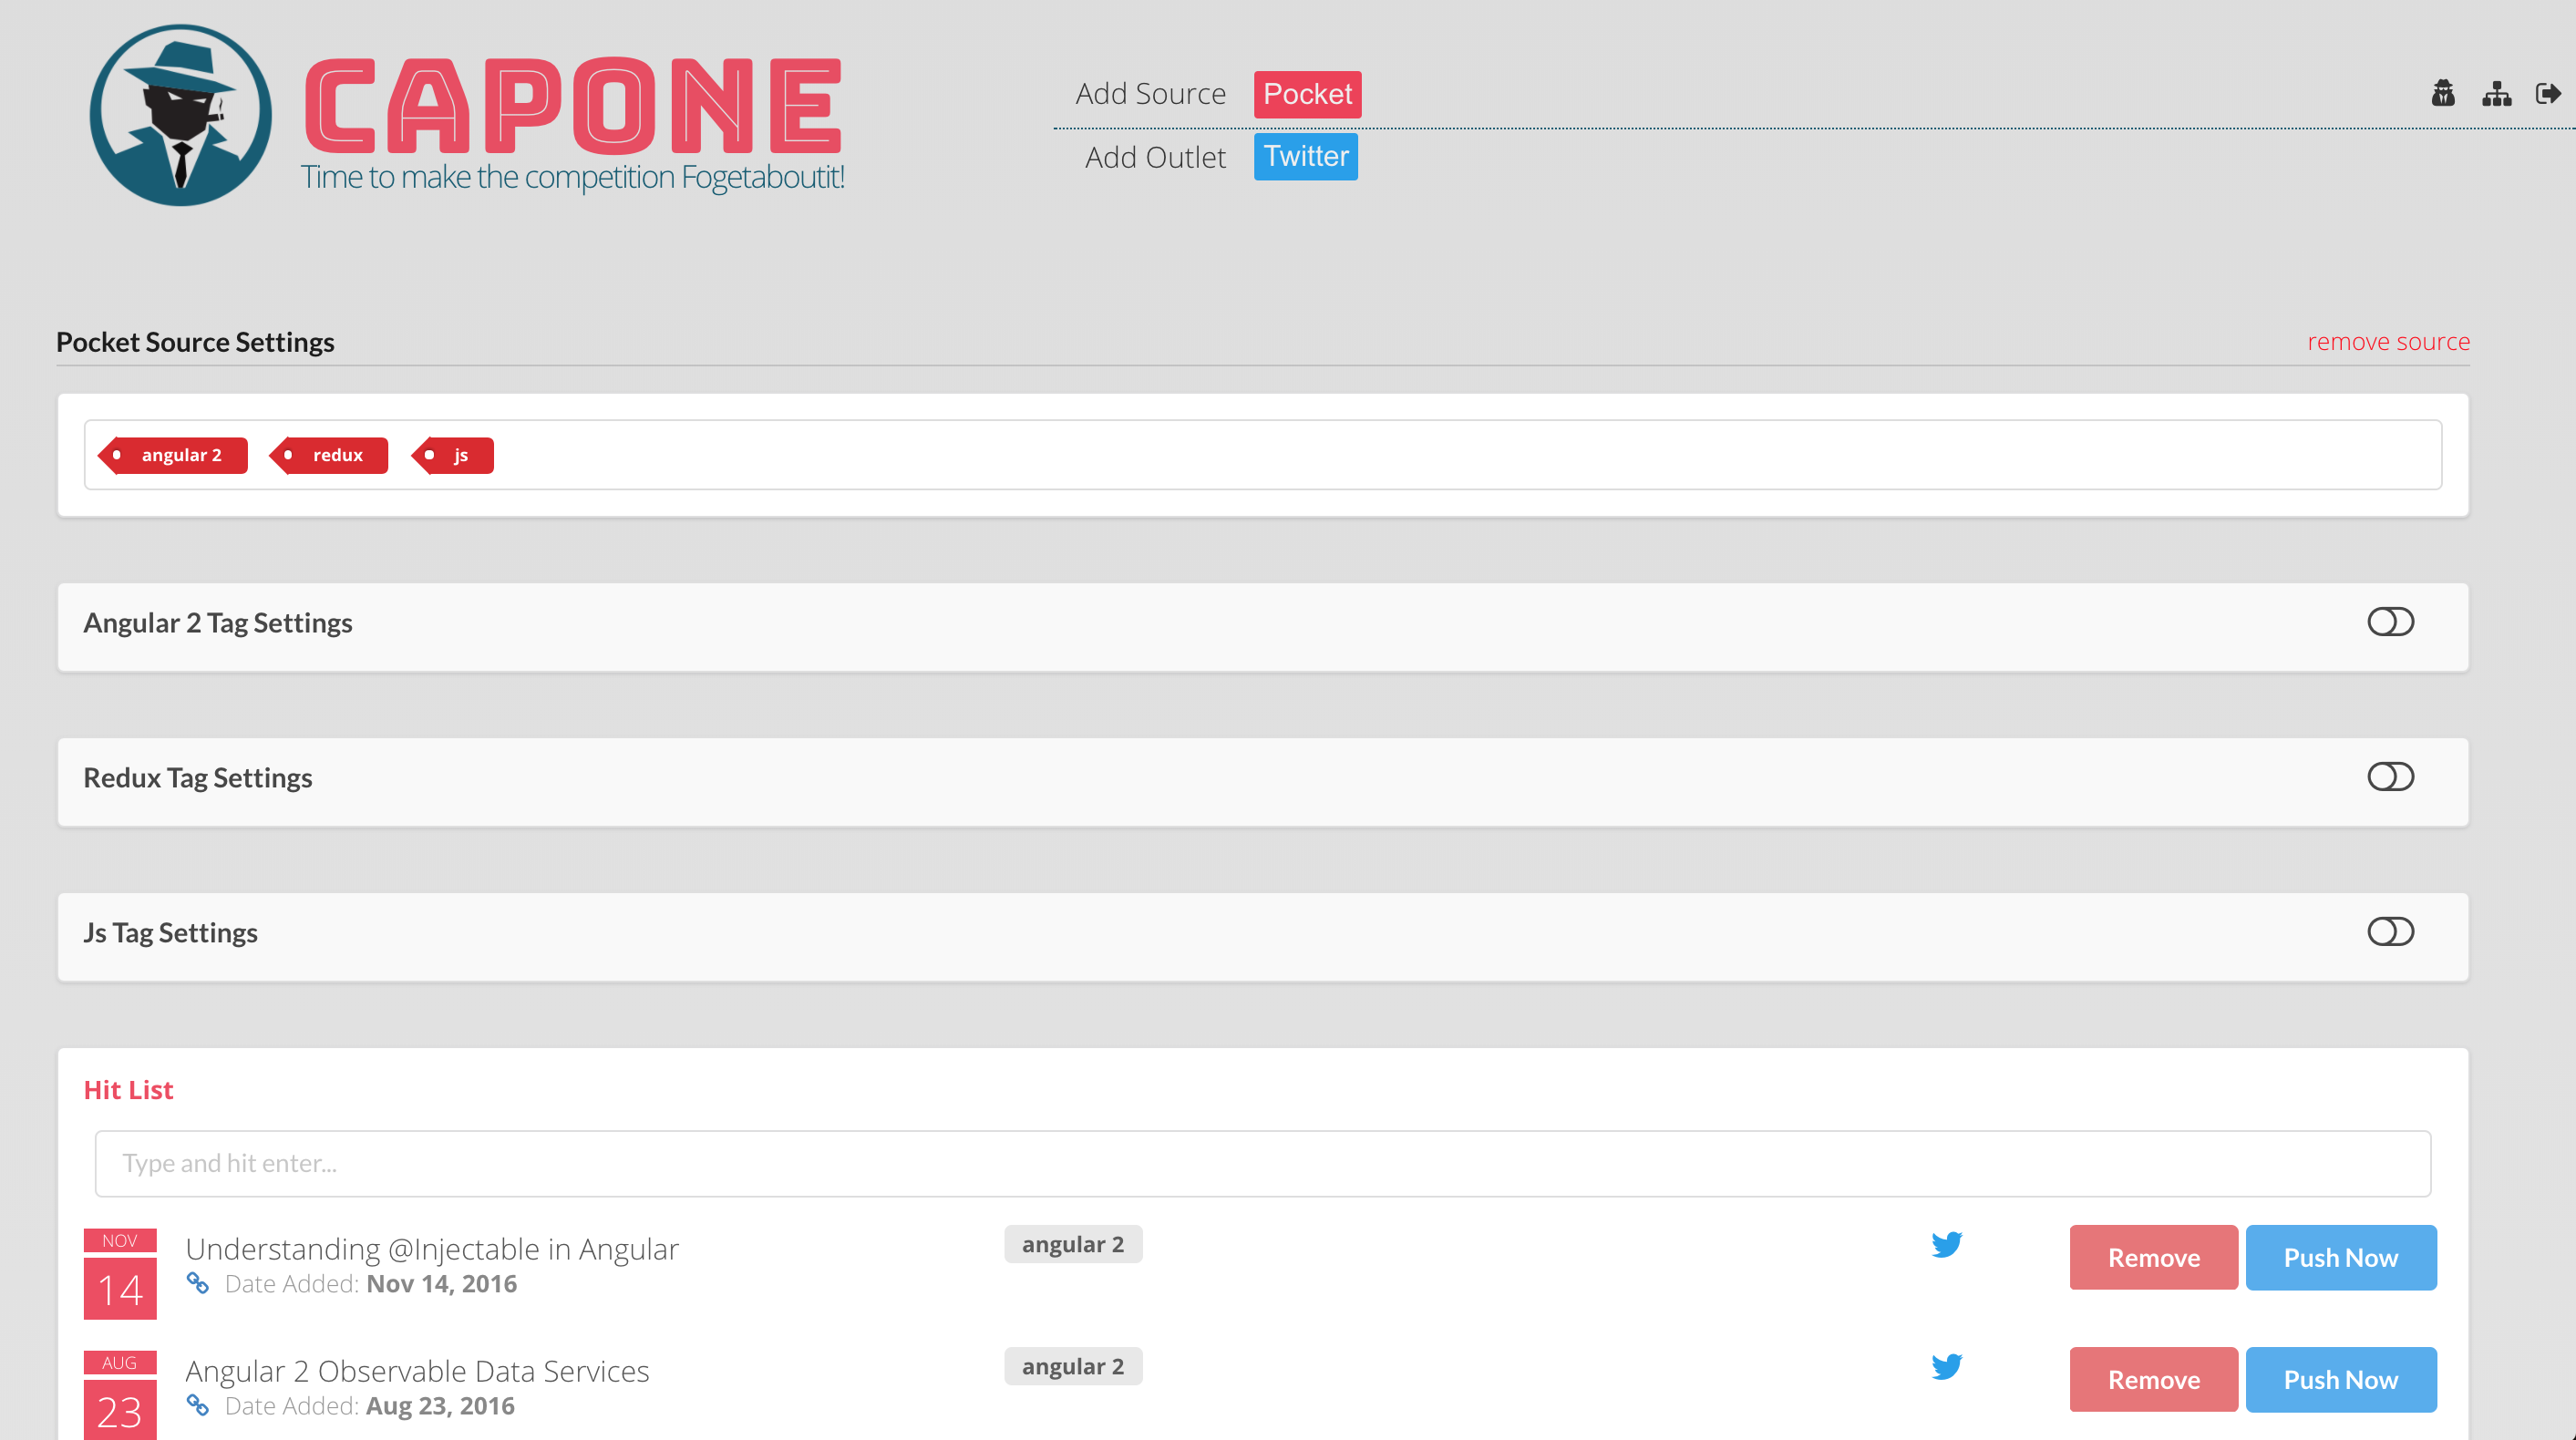 CAPONE
Time to make the competition Fogetaboutit!
Add Source Pocket
Add Outlet Twitter
Pocket Source Settings remove source
angular 2 redux js
Angular 2 Tag Settings
Redux Tag Settings
Js Tag Settings
Hit List
Type and hit enter...
NOV
14
Understanding @Injectable in Angular
Date Added: Nov 14, 2016
angular 2
Remove Push Now
AUG
23
Angular 2 Observable Data Services
Date Added: Aug 23, 2016
angular 2
Remove Push Now